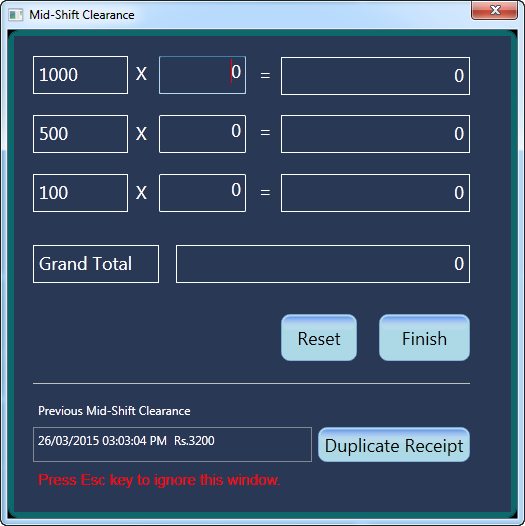 Mid-Shift Clearance
1000 X 0 = 0
500 X 0 = 0
100 X 0 = 0
Grand Total 0
Reset Finish
Previous Mid-Shift Clearance
26/03/2015 03:03:04 PM Rs.3200 Duplicate Receipt
Press Esc key to ignore this window.